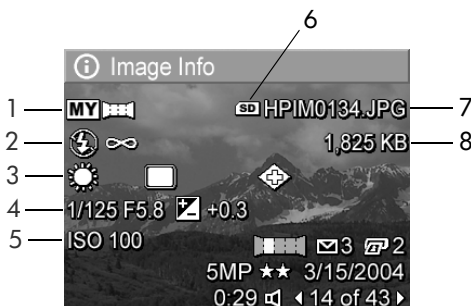 6
Image Info
1 MY SD HPIM0134.JPG 7
2 1,825 KB 8
3
4 1/125 F5.8 +0.3
5 ISO 100
3 2
5MP ★★ 3/15/2004
0:29 14 of 43